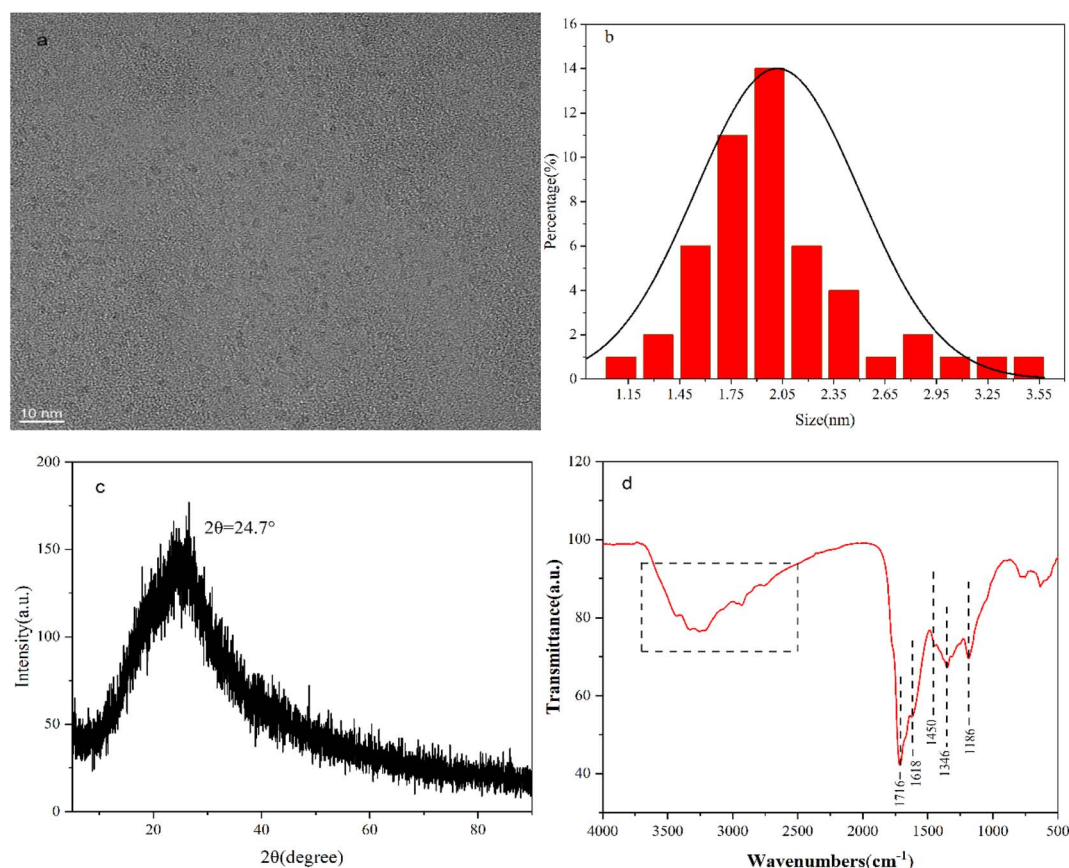 a
10 nm
b
Percentage(%)
16
14
12
10
8
6
4
2
0
1.15 1.45 1.75 2.05 2.35 2.65 2.95 3.25 3.55
Size(nm)
c
2θ=24.7°
Intensity(a.u.)
200
150
100
50
0
20 40 60 80
2θ(degree)
d
Transmittance(a.u.)
120
100
80
60
40
1716
1618
1450
1346
1186
4000 3500 3000 2500 2000 1500 1000 500
Wavenumbers(cm⁻¹)